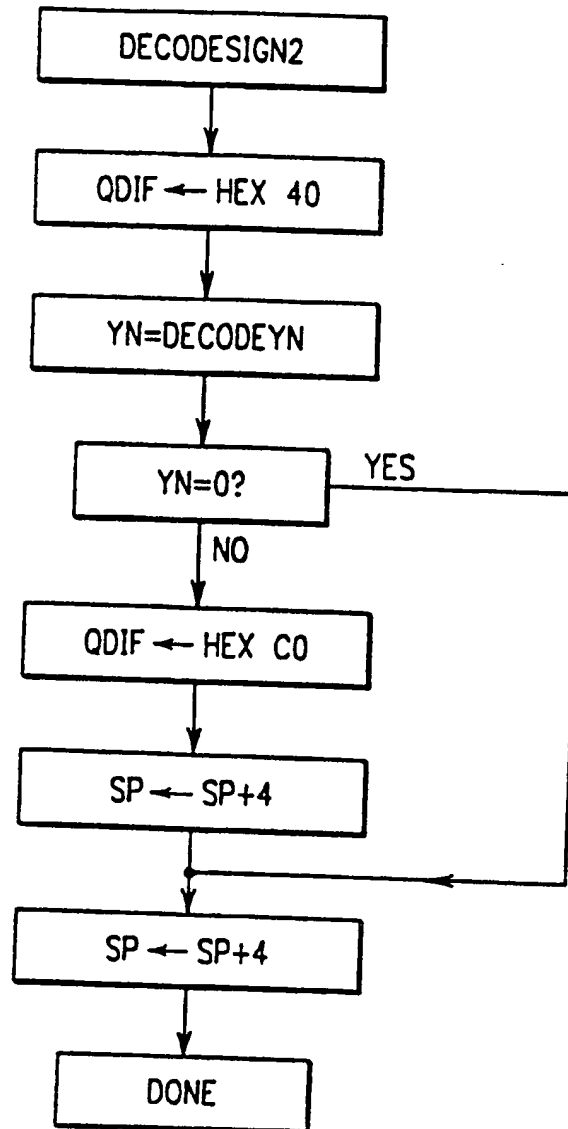 DECODESIGN2
QDIF ← HEX 40
YN=DECODEYN
YN=0?
YES
NO
QDIF ← HEX C0
SP ← SP+4
SP ← SP+4
DONE